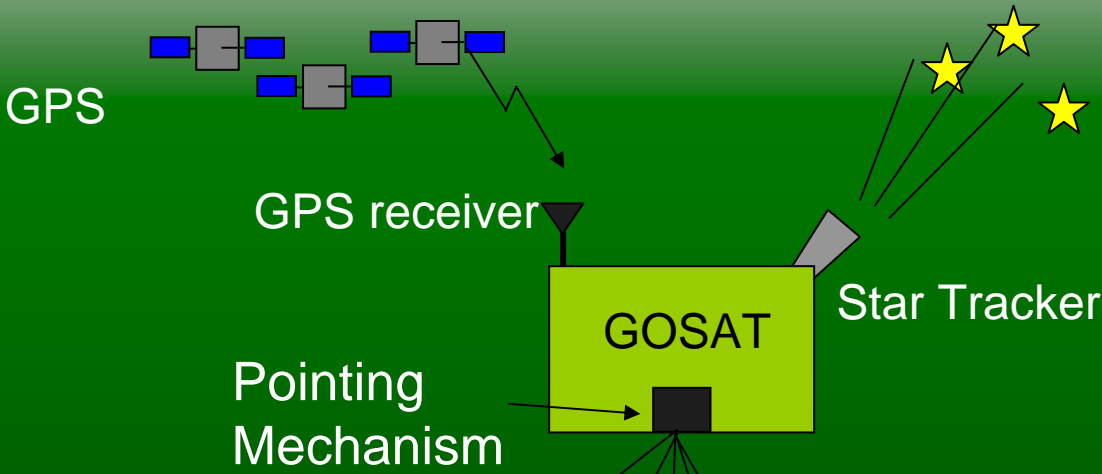 GPS
GPS receiver
Star Tracker
GOSAT
Pointing
Mechanism